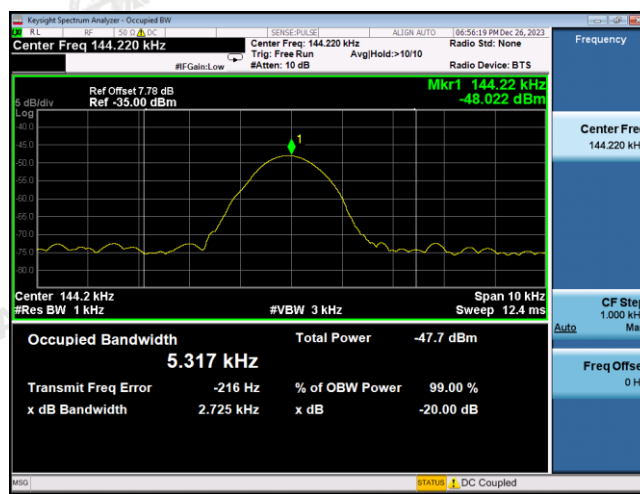 Keysight Spectrum Analyzer - Occupied BW
RL RF 50 Ω DC SENSE:PULSE ALIGN AUTO 06:56:19 PM Dec 26, 2023
Center Freq 144.220 kHz Center Freq: 144.220 kHz Radio Std: None Frequency
Trig: Free Run Avg|Hold:>10/10
#IFGain:Low #Atten: 10 dB Radio Device: BTS
Ref Offset 7.78 dB Mkr1 144.22 kHz
5 dB/div Ref -35.00 dBm -48.022 dBm
Log
-40.0
1
-45.0
-50.0
-55.0
-60.0
-65.0
-70.0
-75.0
-80.0
Center 144.2 kHz Span 10 kHz
#Res BW 1 kHz #VBW 3 kHz Sweep 12.4 ms
Occupied Bandwidth Total Power -47.7 dBm
5.317 kHz
Transmit Freq Error -216 Hz % of OBW Power 99.00 %
x dB Bandwidth 2.725 kHz x dB -20.00 dB
Center Fre
144.220 kH
CF Step
1.000 kH
Auto Ma
Freq Offse
0 H
MSG STATUS DC Coupled